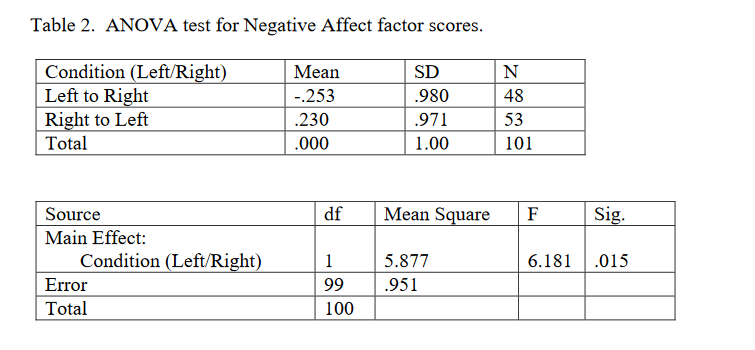 Table 2. ANOVA test for Negative Affect factor scores.
Condition (Left/Right) Mean SD N
Left to Right -.253 .980 48
Right to Left .230 .971 53
Total .000 1.00 101
Source df Mean Square F Sig.
Main Effect:
Condition (Left/Right) 1 5.877 6.181 .015
Error 99 .951
Total 100